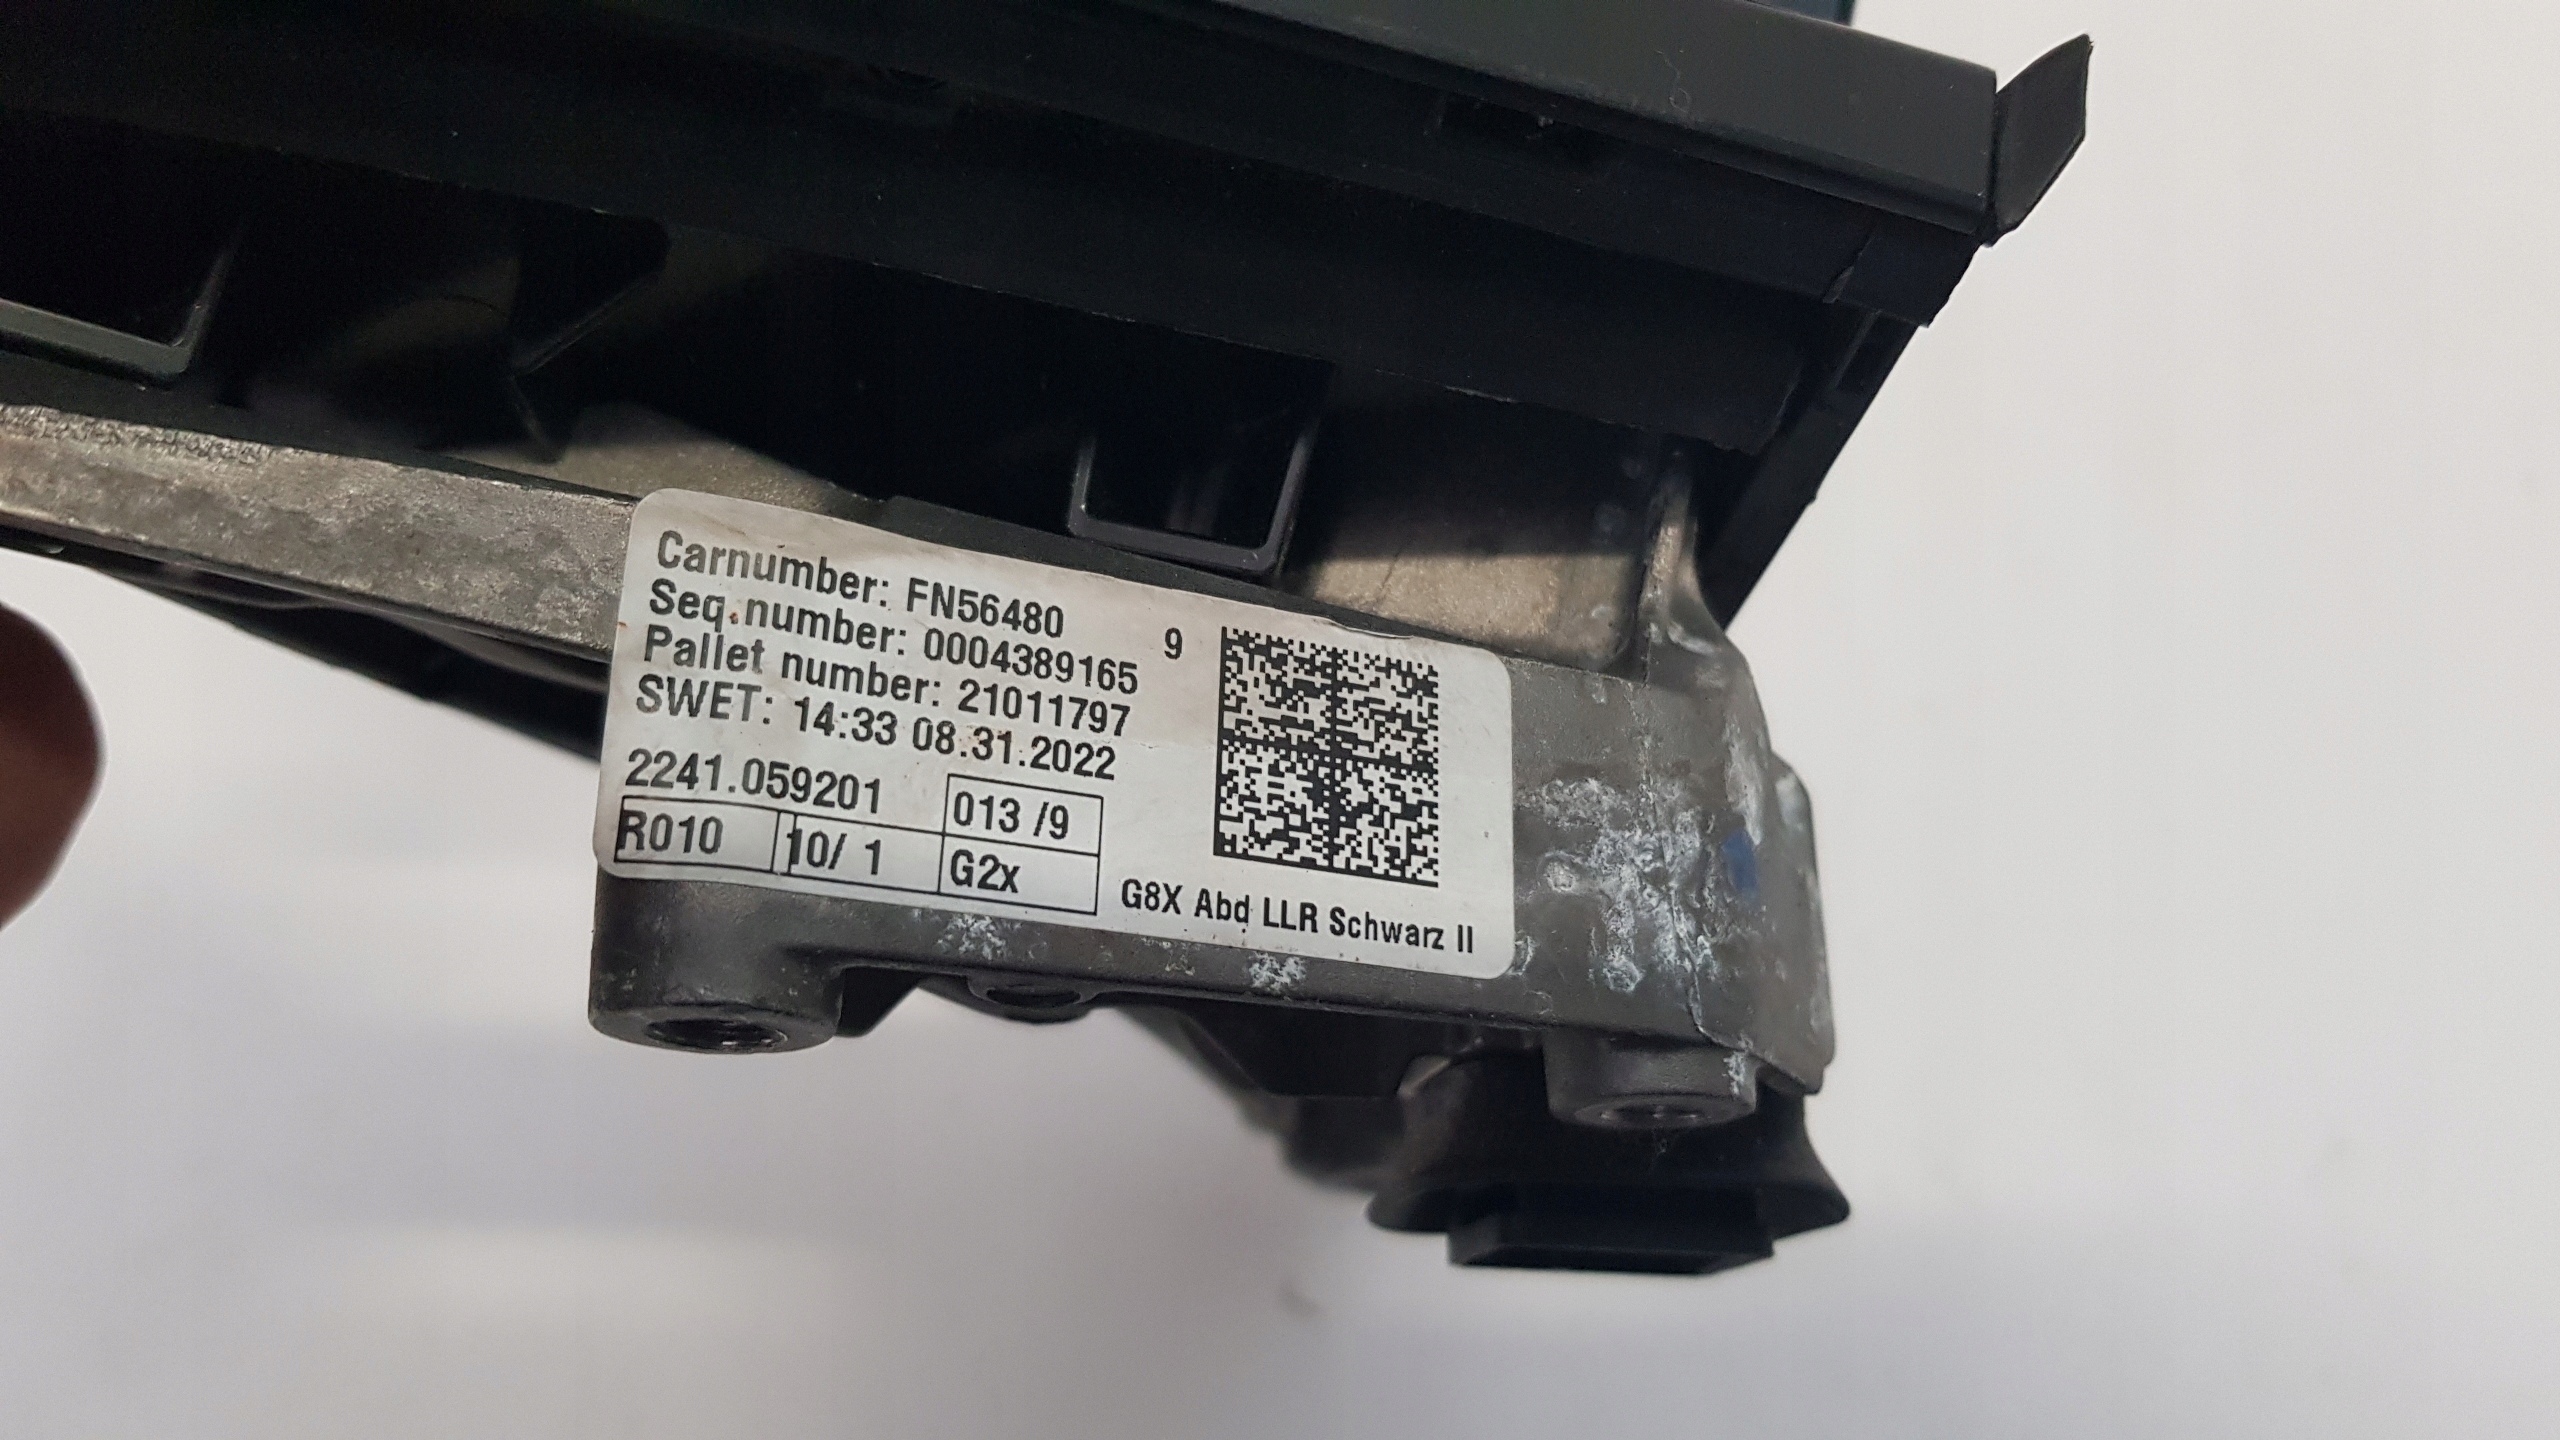 Carnumber: FN56480
Seq.number: 0004389165
9
Pallet number: 21011797
SWET: 14:33 08.31.2022
2241.059201
013 /9
R010
10/ 1
G2x
G8X Abd LLR Schwarz II